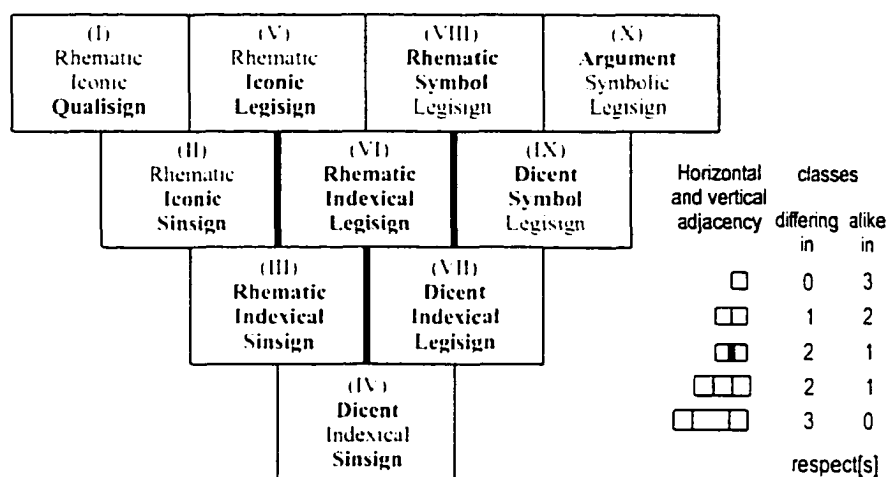 (I)
Rhematic
Iconic
Qualisign
(V)
Rhematic
Iconic
Legisign
(VIII)
Rhematic
Symbol
Legisign
(X)
Argument
Symbolic
Legisign
(II)
Rhematic
Iconic
Sinsign
(VI)
Rhematic
Indexical
Legisign
(IX)
Dicent
Symbol
Legisign
(III)
Rhematic
Indexical
Sinsign
(VII)
Dicent
Indexical
Legisign
(IV)
Dicent
Indexical
Sinsign
Horizontal
and vertical
adjacency
classes
differing
in
alike
in
0 3
1 2
2 1
2 1
3 0
respect[s]